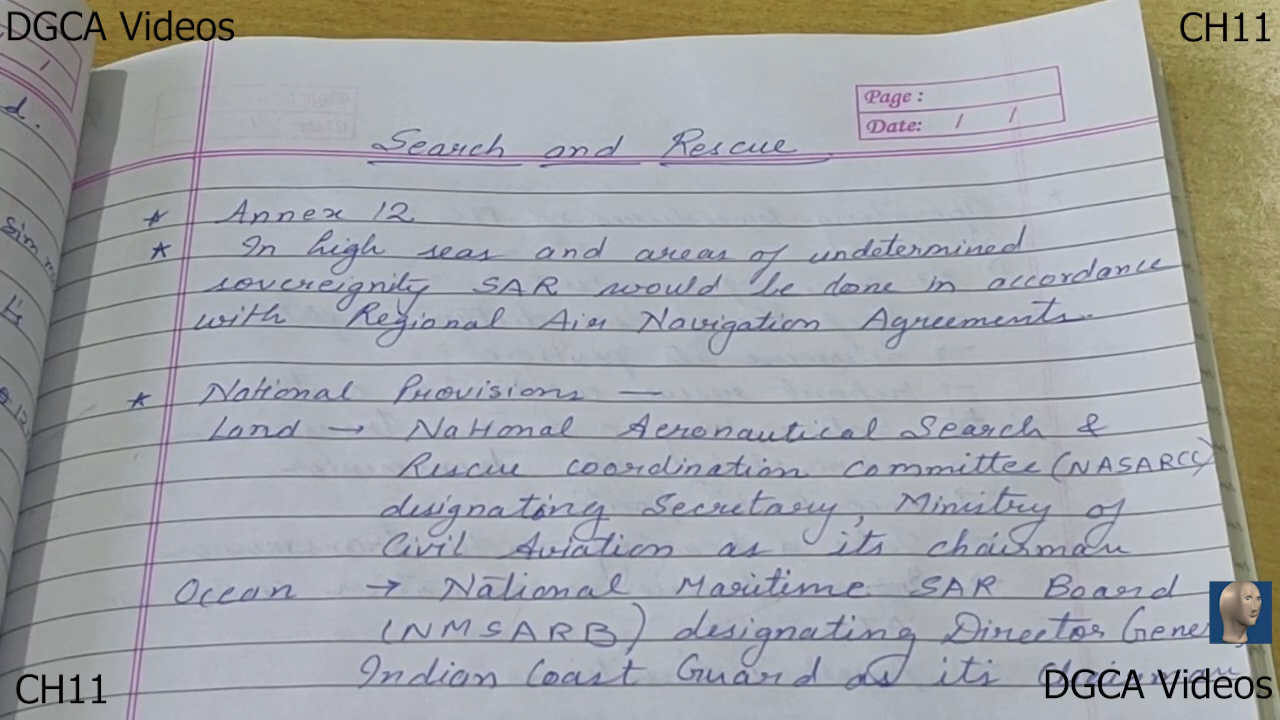 DGCA Videos
CH11
Page :
Date: / /
d.
Search and Rescue
* Annex 12
* In high seas and areas of undetermined
sovereignity SAR would be done in accordance
with Regional Air Navigation Agreements.
* National Provisions —
Land → National Aeronautical Search &
Rescue coordination committee (NASARCC)
designating Secretary, Ministry of
Civil Aviation as its chairman
Ocean → National Maritime SAR Board
(NMSARB) designating Director
Indian Coast Guard as its chairman
CH11
DGCA Videos